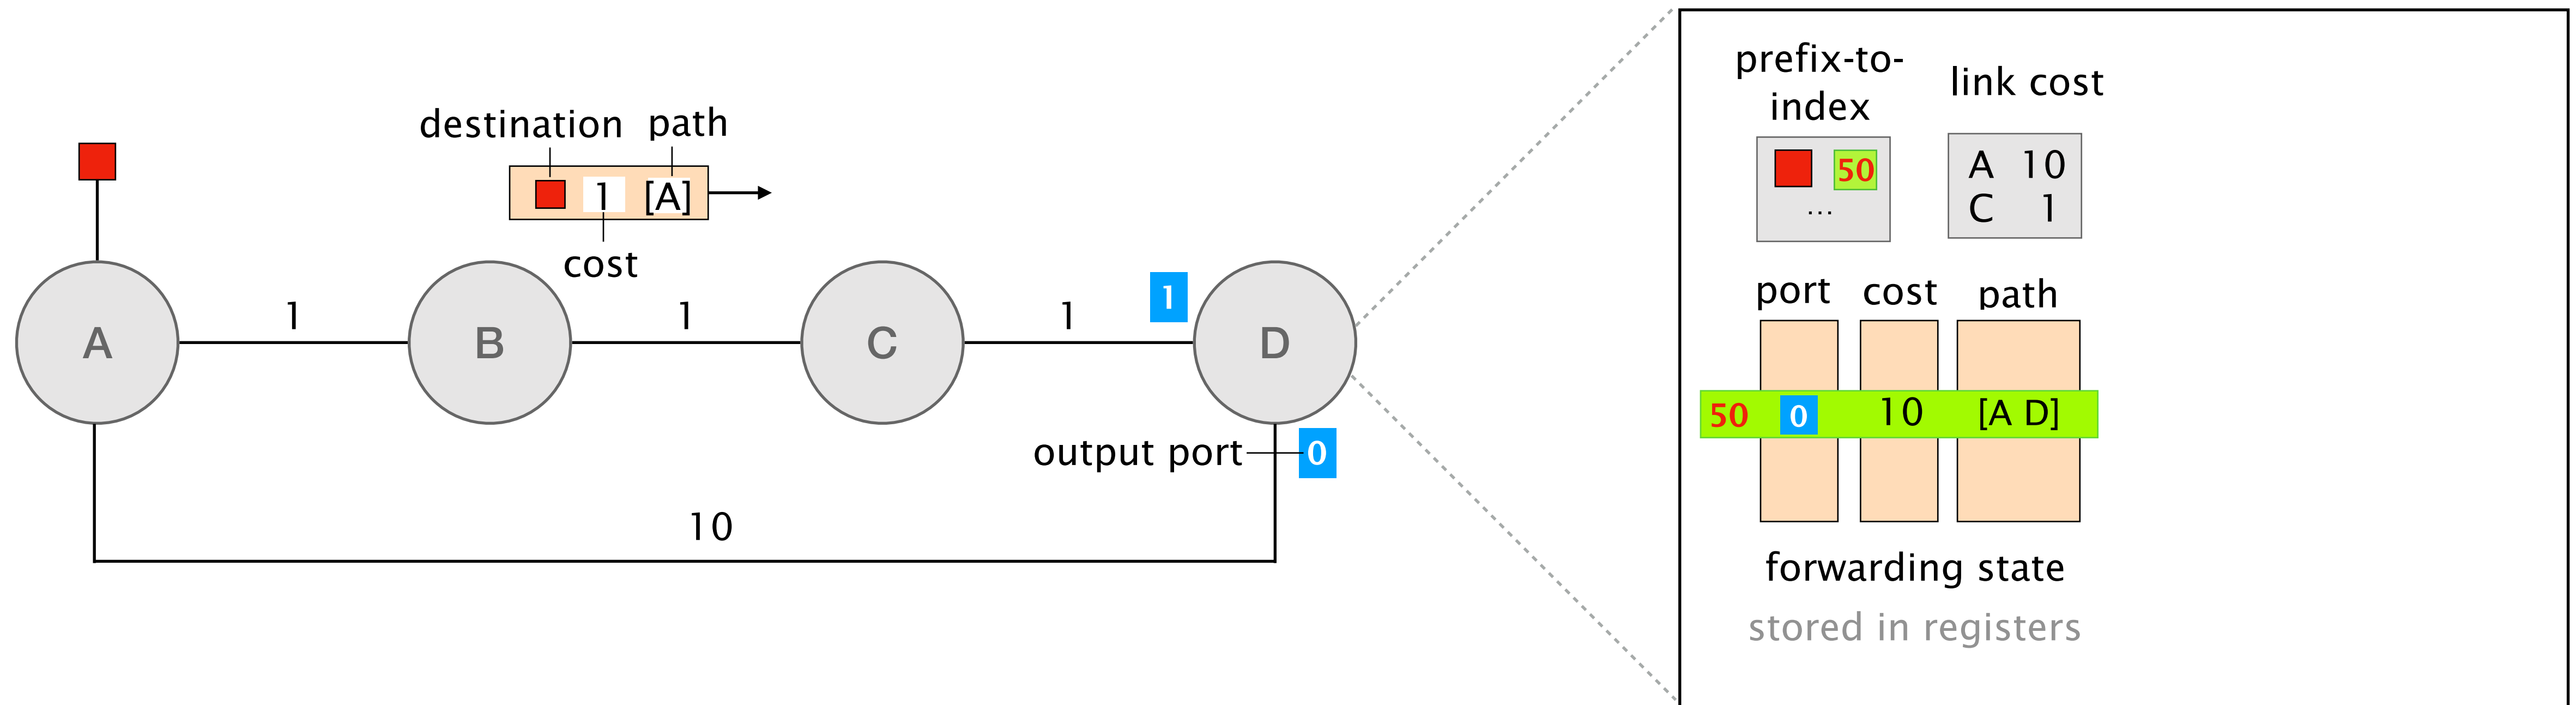 destination path
1 [A]
cost
A
1
B
1
C
1
1
D
output port 0
10
prefix-to-
index
50
...
link cost
A 10
C 1
port cost path
50 0 10 [A D]
forwarding state
stored in registers